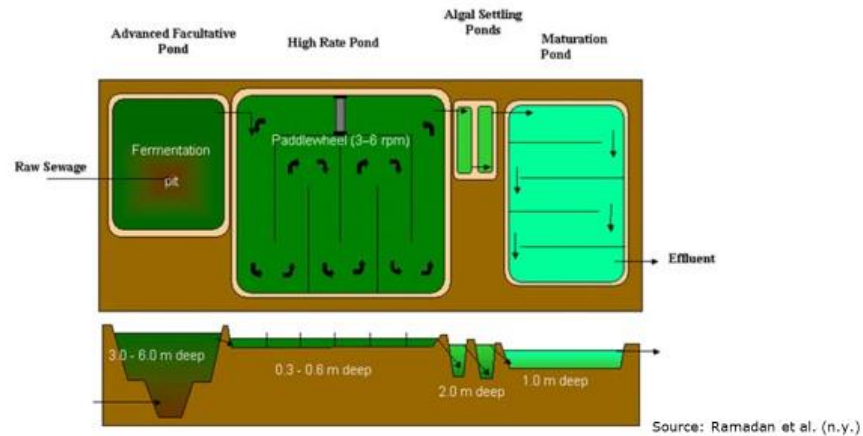 Advanced Facultative
Pond
High Rate Pond
Algal Settling
Ponds
Maturation
Pond
Raw Sewage
Fermentation
pit
Paddlewheel (3–6 rpm)
Effluent
3.0 - 6.0 m deep
0.3 - 0.6 m deep
2.0 m deep
1.0 m deep
Source: Ramadan et al. (n.y.)